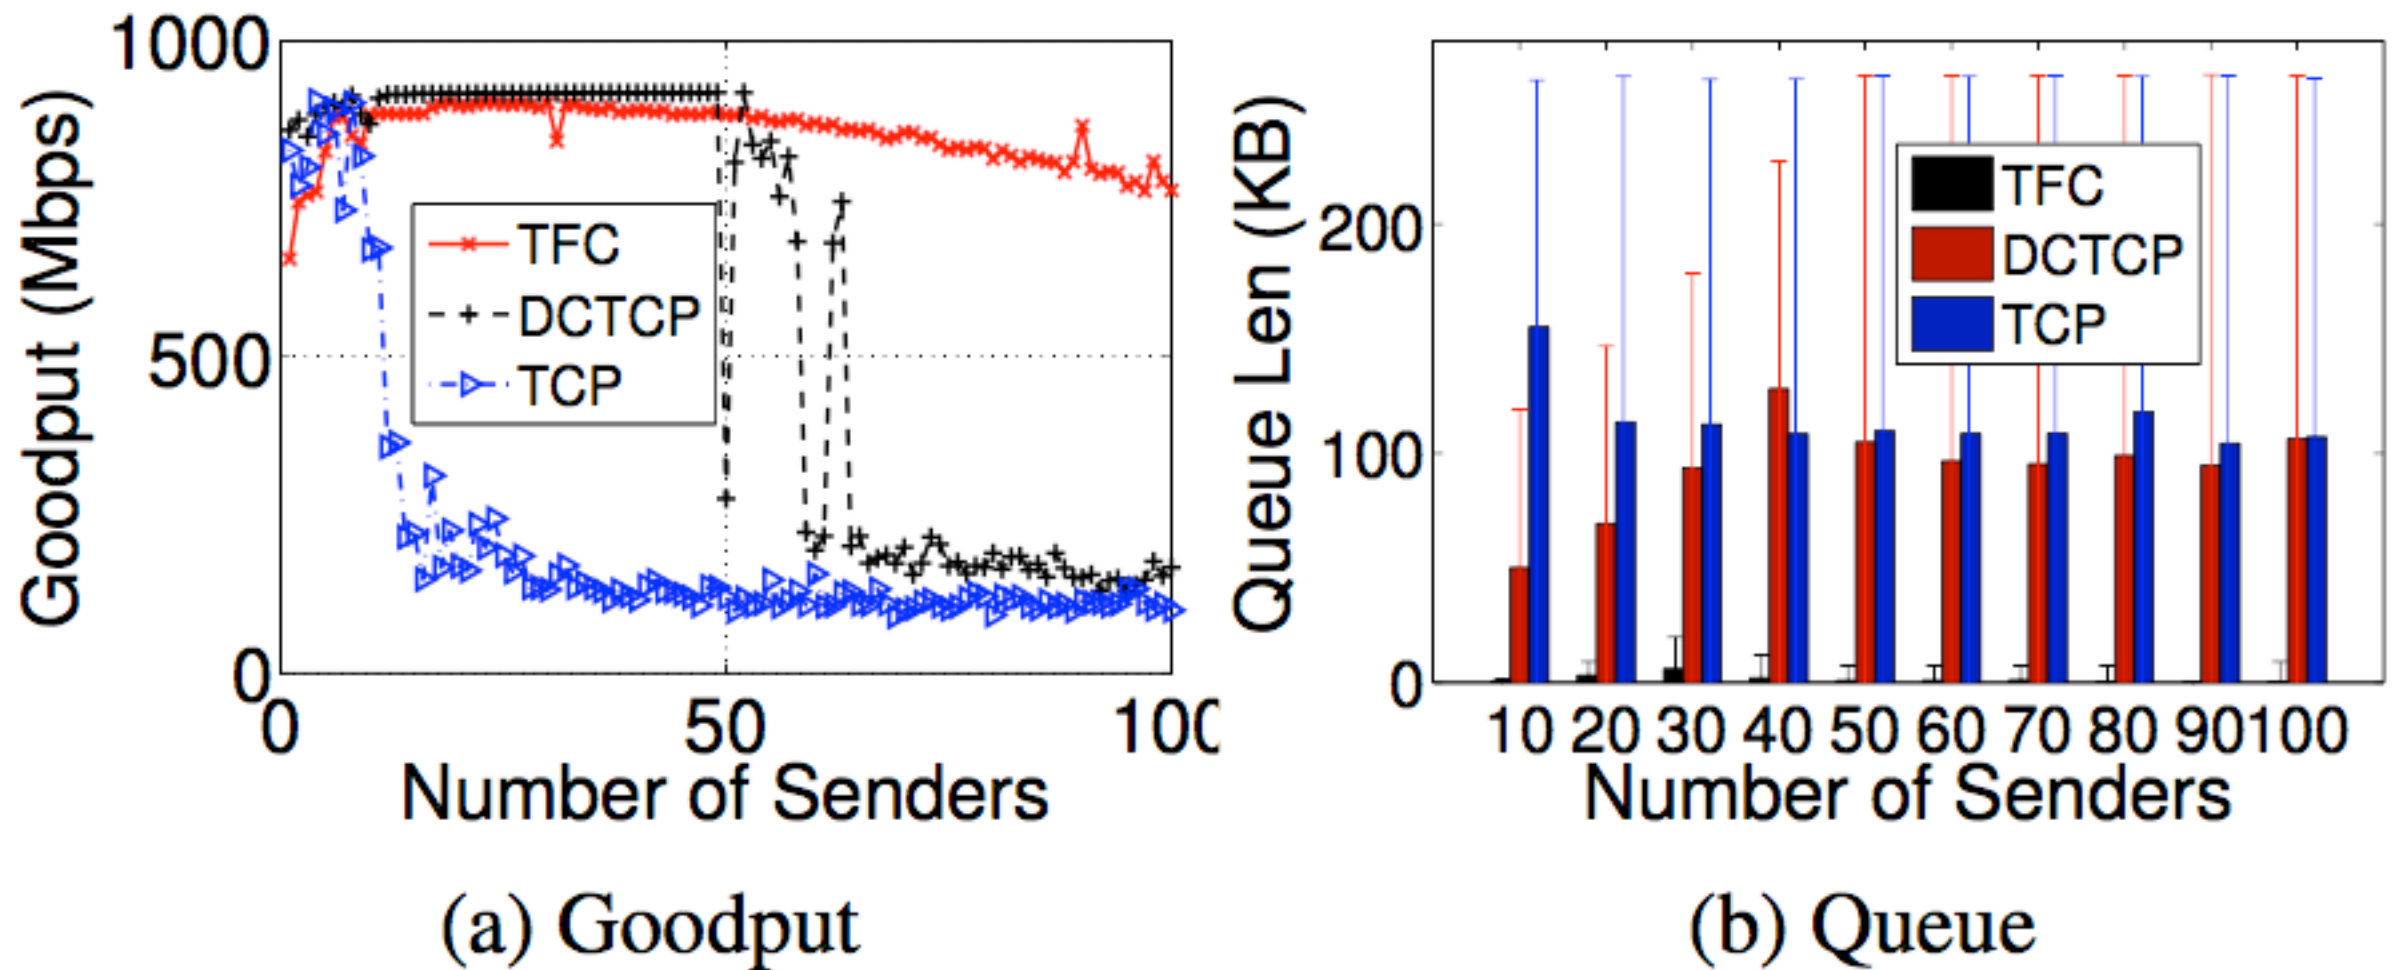 1000
500
0
Goodput (Mbps)
TFC
DCTCP
TCP
0 50 100
Number of Senders
(a) Goodput
Queue Len (KB)
200
100
0
TFC
DCTCP
TCP
10 20 30 40 50 60 70 80 90 100
Number of Senders
(b) Queue